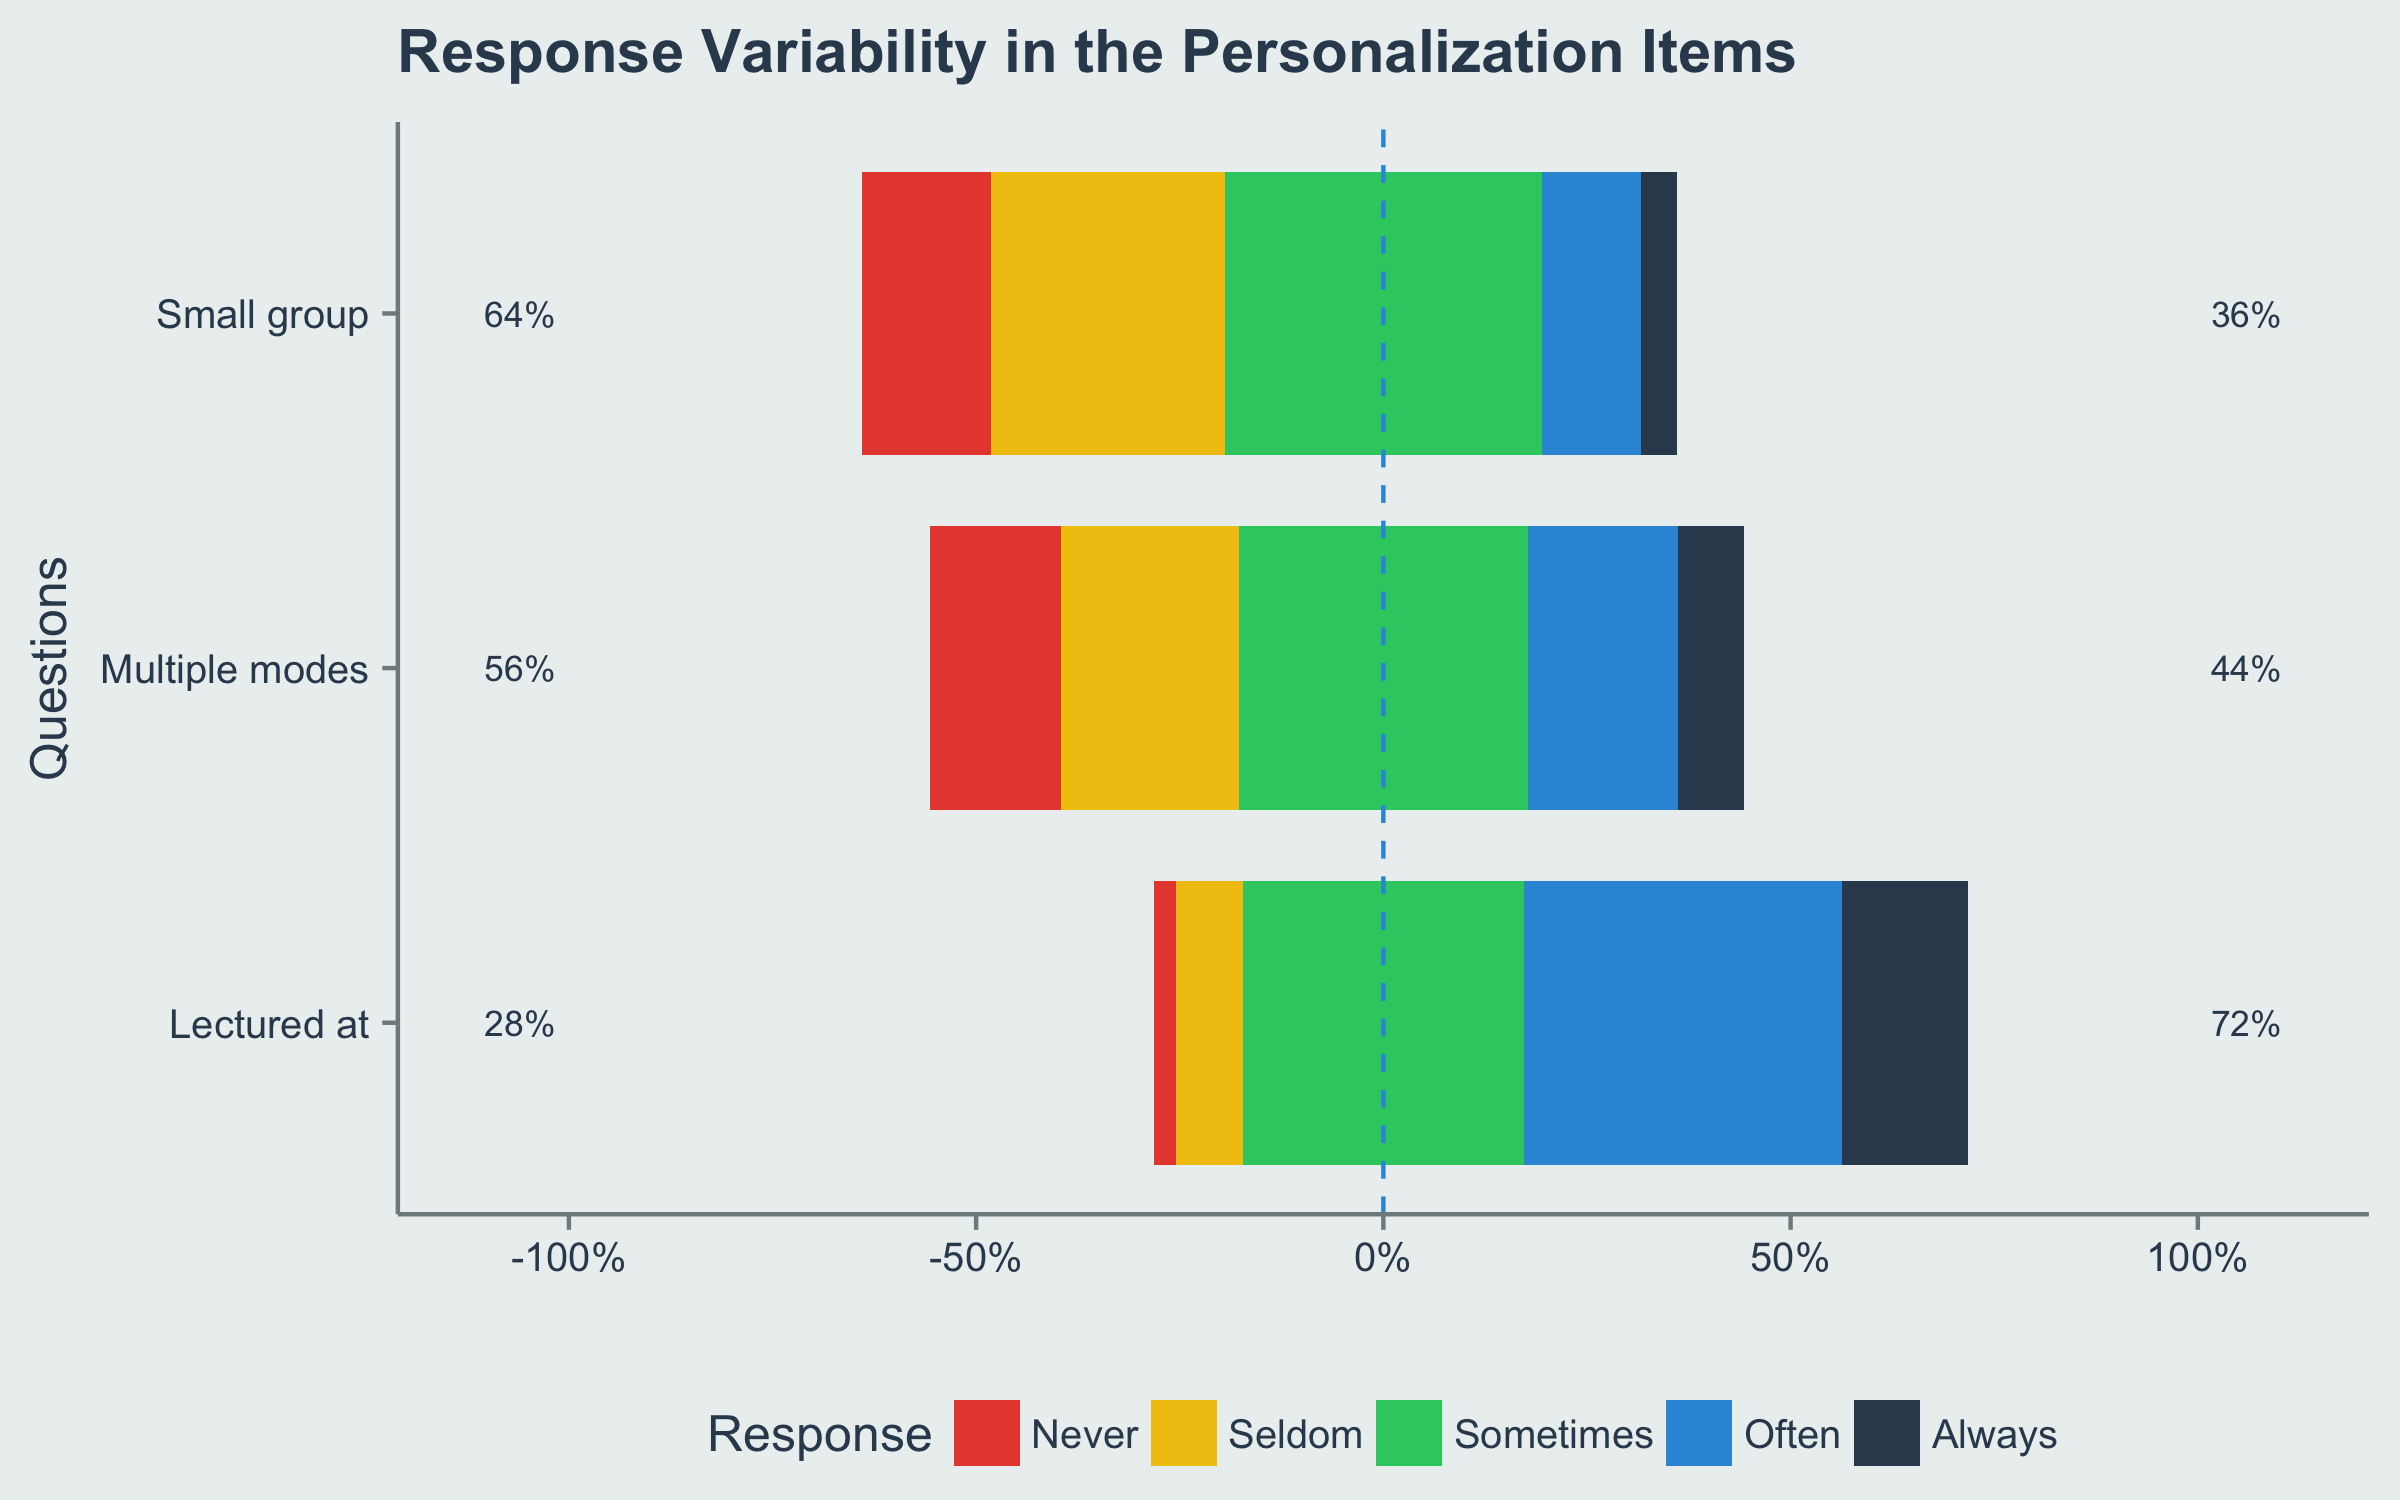 Response Variability in the Personalization Items
Questions
Small group
64%
36%
Multiple modes
56%
44%
Lectured at
28%
72%
-100%
-50%
0%
50%
100%
Response
Never
Seldom
Sometimes
Often
Always